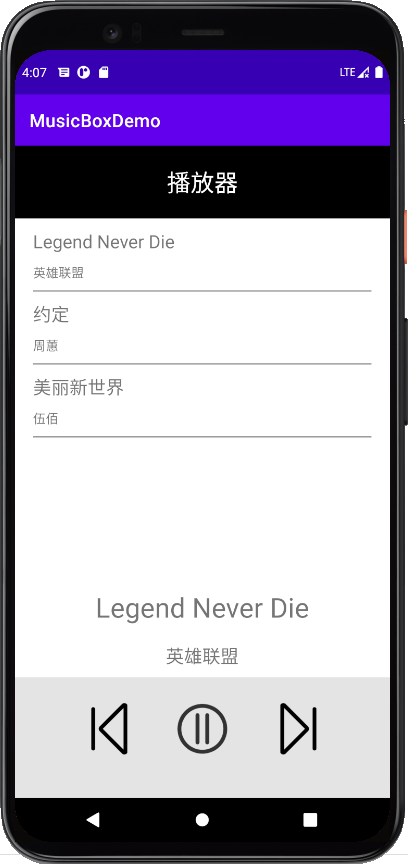 4:07
LTE
MusicBoxDemo
播放器
Legend Never Die
英雄联盟
约定
周蕙
美丽新世界
伍佰
Legend Never Die
英雄联盟